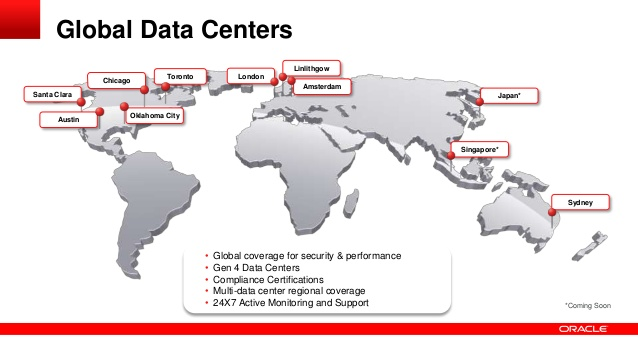 Global Data Centers
Linlithgow
Toronto
London
Chicago
Amsterdam
Santa Clara
Japan*
Oklahoma City
Austin
Singapore*
Sydney
• Global coverage for security & performance
• Gen 4 Data Centers
• Compliance Certifications
• Multi-data center regional coverage
• 24X7 Active Monitoring and Support
*Coming Soon
ORACLE